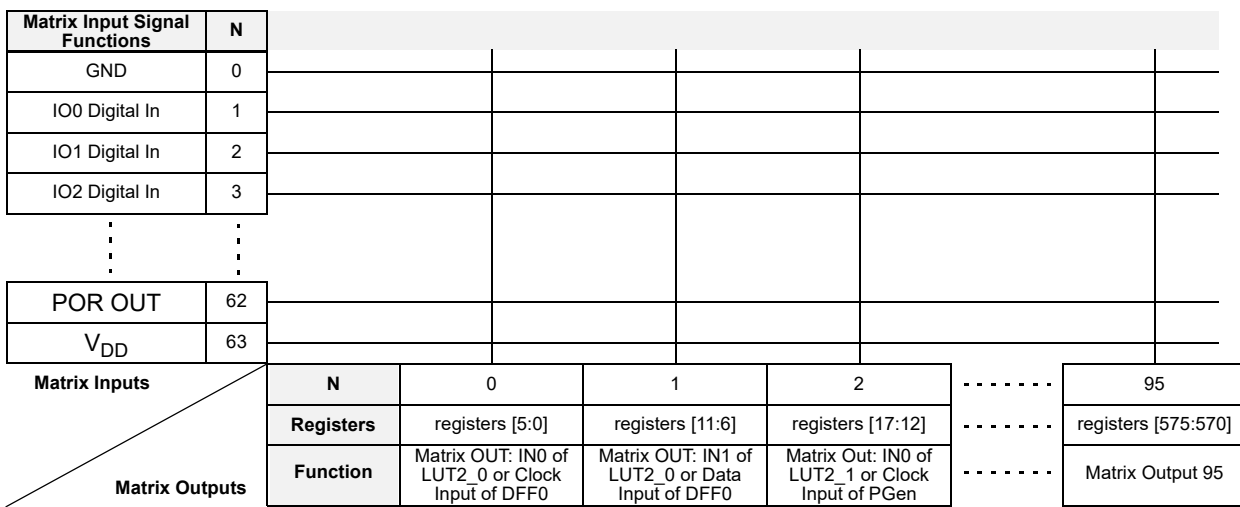 Matrix Input Signal
Functions
N
GND
0
IO0 Digital In
1
IO1 Digital In
2
IO2 Digital In
3
POR OUT
62
VDD
63
Matrix Inputs
Matrix Outputs
N
0
1
2
95
Registers
registers [5:0]
registers [11:6]
registers [17:12]
registers [575:570]
Function
Matrix OUT: IN0 of
LUT2_0 or Clock
Input of DFF0
Matrix OUT: IN1 of
LUT2_0 or Data
Input of DFF0
Matrix Out: IN0 of
LUT2_1 or Clock
Input of PGen
Matrix Output 95